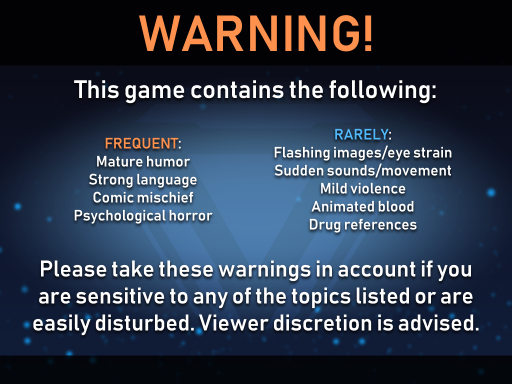 WARNING!
This game contains the following:
FREQUENT:
Mature humor
Strong language
Comic mischief
Psychological horror
RARELY:
Flashing images/eye strain
Sudden sounds/movement
Mild violence
Animated blood
Drug references
Please take these warnings in account if you
are sensitive to any of the topics listed or are
easily disturbed. Viewer discretion is advised.